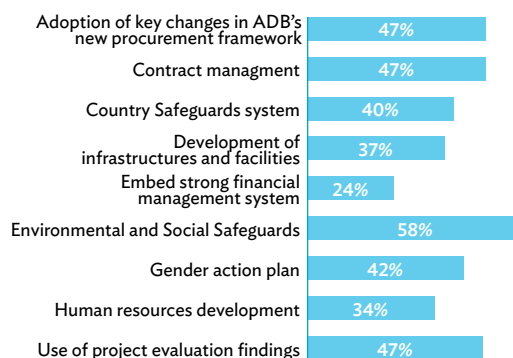 Adoption of key changes in ADB's
new procurement framework
47%
Contract managment
47%
Country Safeguards system
40%
Development of
infrastructures and facilities
37%
Embed strong financial
management system
24%
Environmental and Social Safeguards
58%
Gender action plan
42%
Human resources development
34%
Use of project evaluation findings
47%